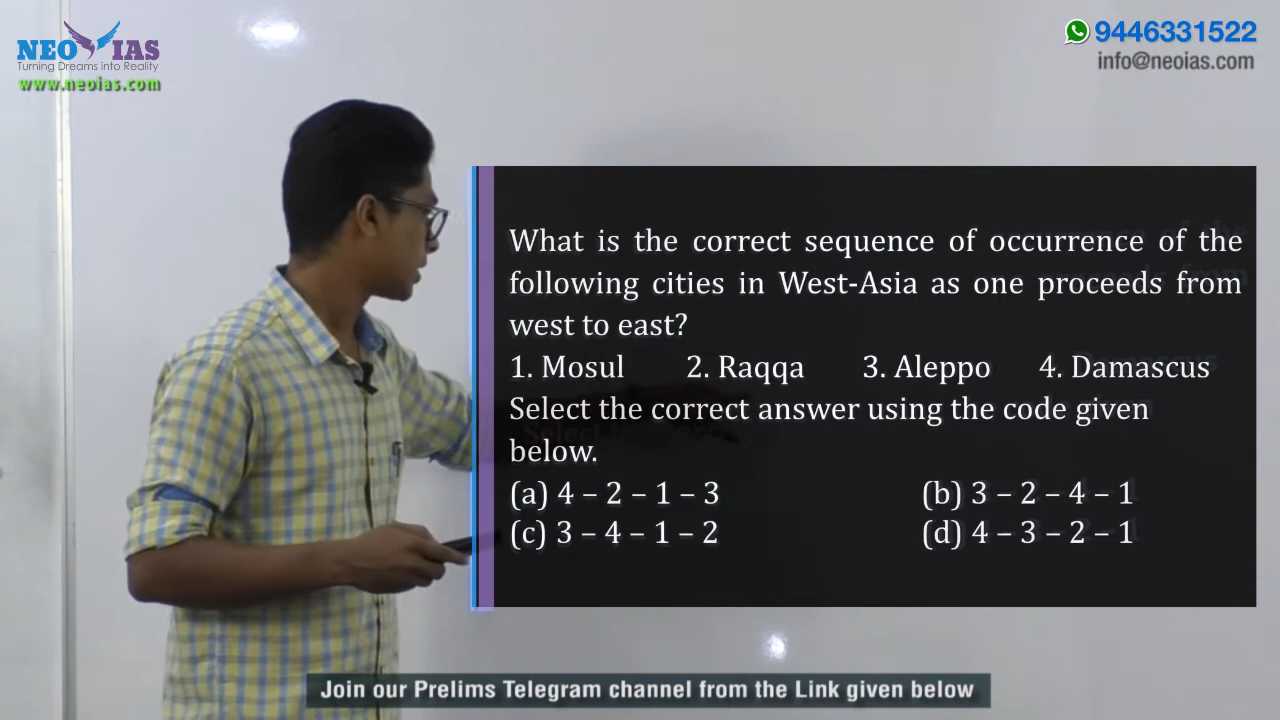 NEO IAS
Turning Dreams into Reality
www.neoias.com
9446331522
info@neoias.com
What is the correct sequence of occurrence of the
following cities in West-Asia as one proceeds from
west to east?
1. Mosul 2. Raqqa 3. Aleppo 4. Damascus
Select the correct answer using the code given
below.
(a) 4 – 2 – 1 – 3 (b) 3 – 2 – 4 – 1
(c) 3 – 4 – 1 – 2 (d) 4 – 3 – 2 – 1
Join our Prelims Telegram channel from the Link given below